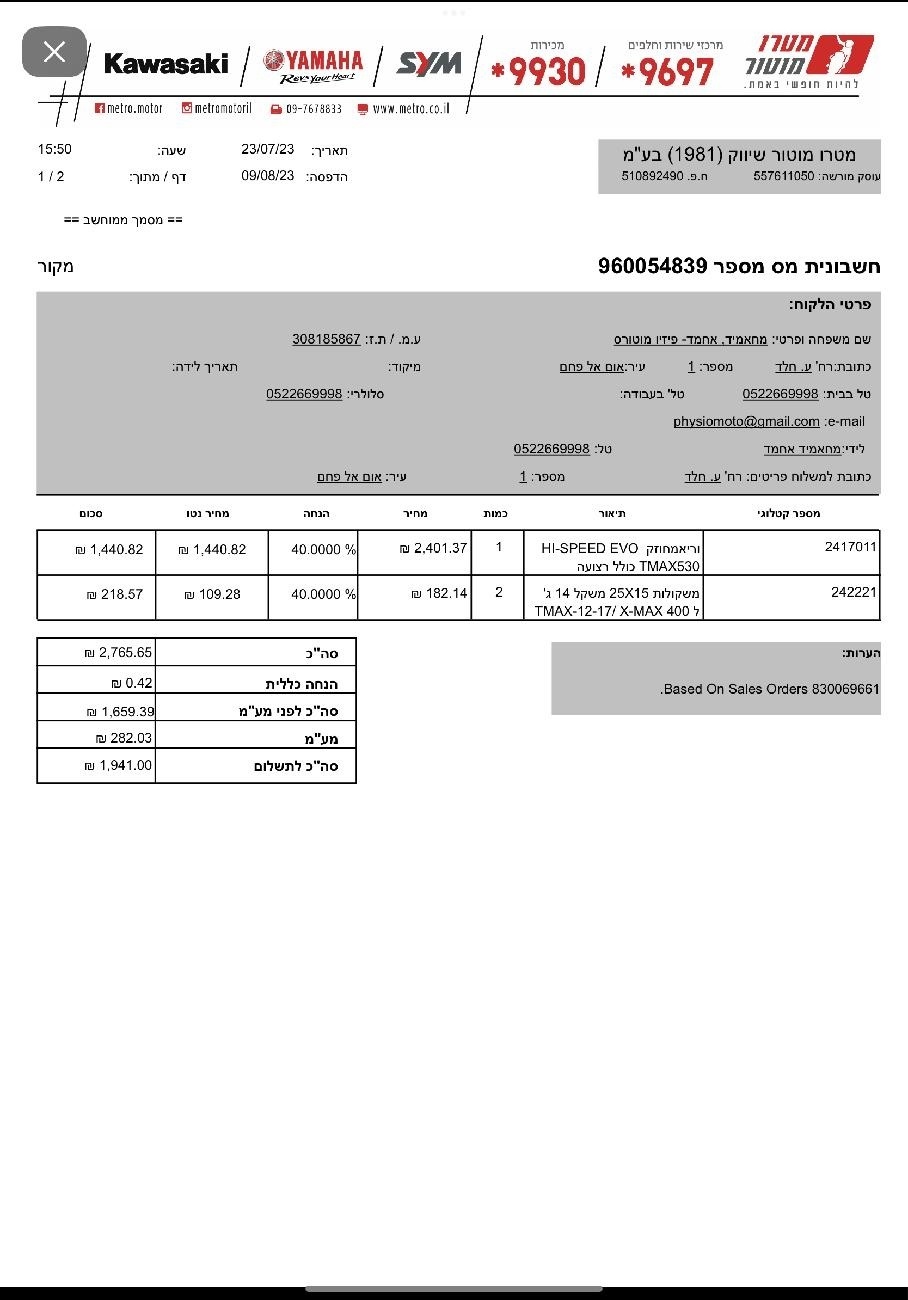 Kawasaki
YAMAHA
Revs Your Heart
SYM
מכירות
*9930
מרכזי שירות וחלפים
*9697
מטרו
מוטור
להיות חופשי באמת.
metro.motor
metromotoril
09-7678833
www.metro.co.il
מטרו מוטור שיווק (1981) בע"מ
עוסק מורשה: 557611050 ח.פ. 510892490
תאריך: 23/07/23 שעה: 15:50
הדפסה: 09/08/23 דף / מתוך: 1 / 2
== מסמך ממוחשב ==
חשבונית מס מספר 960054839 מקור
פרטי הלקוח:
שם משפחה ופרטי: מחאמיד, אחמד- פיזיו מוטורס ע.מ. / ת.ז: 308185867
כתובת:רח' ע. חלד מספר: 1 עיר:אום אל פחם מיקוד: תאריך לידה:
טל בבית: 0522669998 טל' בעבודה: סלולרי: 0522669998
e-mail: physiomoto@gmail.com
לידי:מחאמיד אחמד טל: 0522669998
כתובת למשלוח פריטים: רח' ע. חלד מספר: 1 עיר: אום אל פחם
מספר קטלוגי תיאור כמות מחיר הנחה מחיר נטו סכום
2417011 וריאמחוזק HI-SPEED EVO 1 2,401.37 ₪ 40.0000 % 1,440.82 ₪ 1,440.82 ₪
TMAX530 כולל רצועה
242221 משקולות 25X15 משקל 14 ג' 2 182.14 ₪ 40.0000 % 109.28 ₪ 218.57 ₪
ל TMAX-12-17/ X-MAX 400
סה"כ 2,765.65 ₪
הנחה כללית 0.42 ₪
סה"כ לפני מע"מ 1,659.39 ₪
מע"מ 282.03 ₪
סה"כ לתשלום 1,941.00 ₪
הערות:
Based On Sales Orders 830069661.